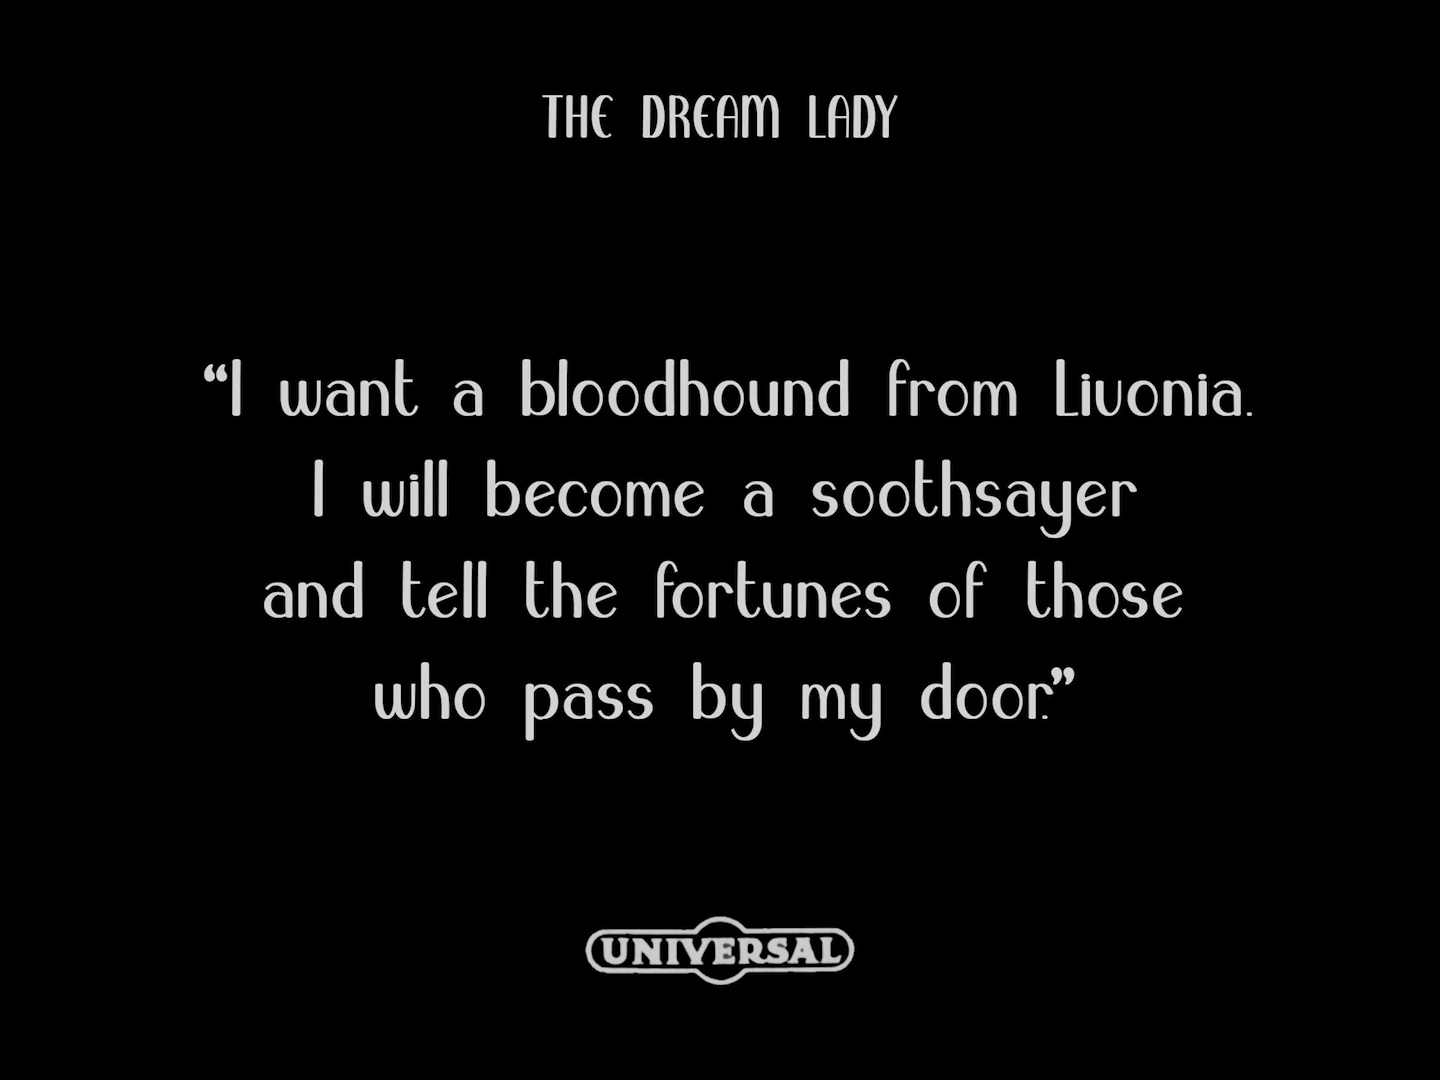 THE DREAM LADY
“I want a bloodhound from Livonia.
I will become a soothsayer
and tell the fortunes of those
who pass by my door.”
UNIVERSAL